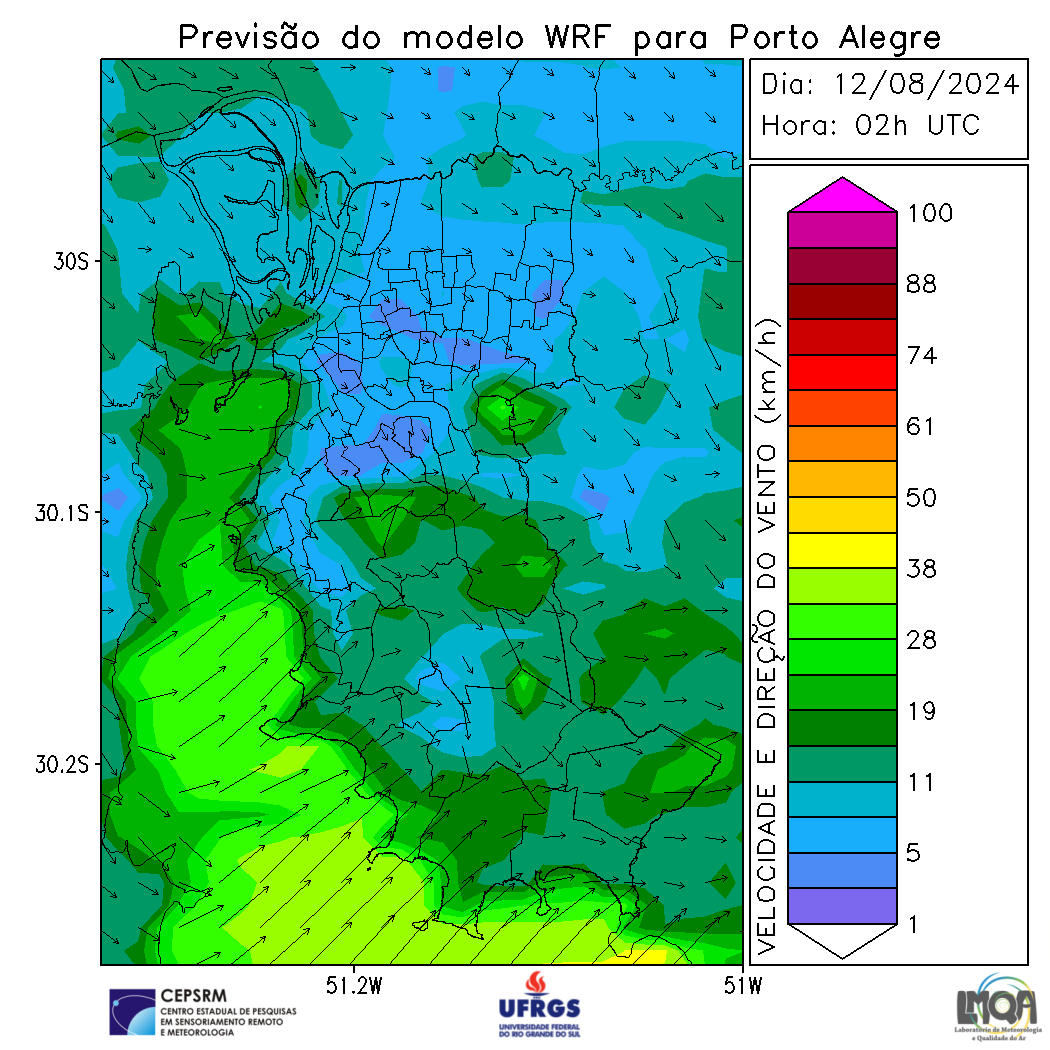 Previsão do modelo WRF para Porto Alegre
Dia: 12/08/2024
Hora: 02h UTC
30S
30.1S
30.2S
51.2W
51W
VELOCIDADE E DIREÇÃO DO VENTO (km/h)
100
88
74
61
50
38
28
19
11
5
1
CEPSRM
CENTRO ESTADUAL DE PESQUISAS
EM SENSORIAMENTO REMOTO
E METEOROLOGIA
UFRGS
UNIVERSIDADE FEDERAL
DO RIO GRANDE DO SUL
LMQA
Laboratório de Meteorologia
e Qualidade do Ar